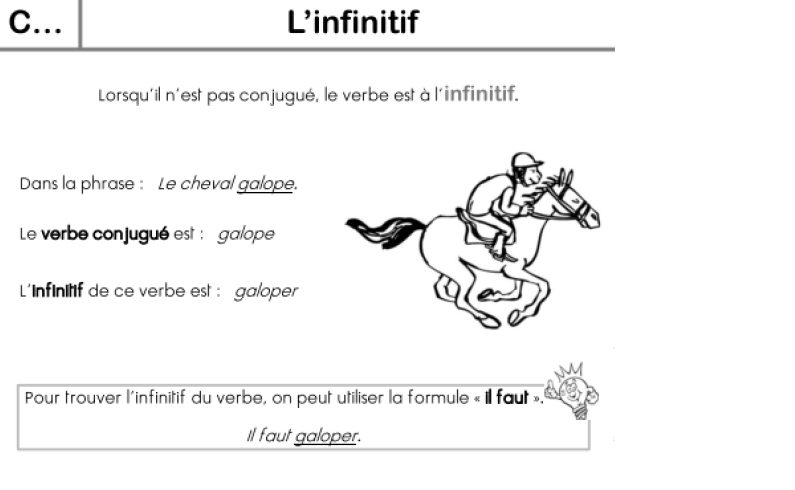 C...
L'infinitif
Lorsqu'il n'est pas conjugué, le verbe est à l'infinitif.
Dans la phrase : Le cheval galope.
Le verbe conjugué est : galope
L'infinitif de ce verbe est : galoper
Pour trouver l'infinitif du verbe, on peut utiliser la formule « il faut ».
Il faut galoper.